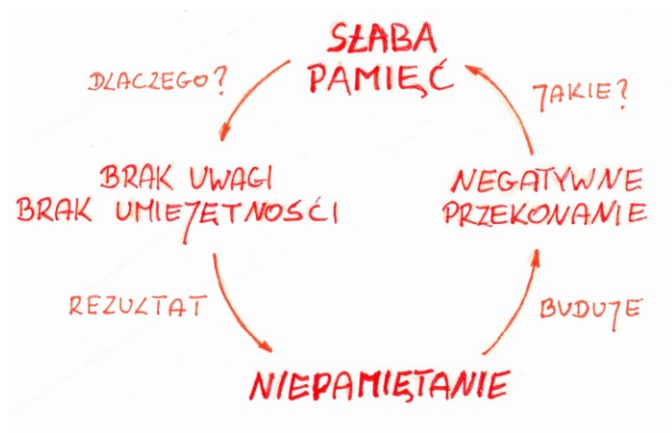 SŁABA
PAMIĘĆ
DLACZEGO?
JAKIE?
BRAK UWAGI
BRAK UMIEJĘTNOŚCI
NEGATYWNE
PRZEKONANIE
REZULTAT
BUDUJE
NIEPAMIĘTANIE